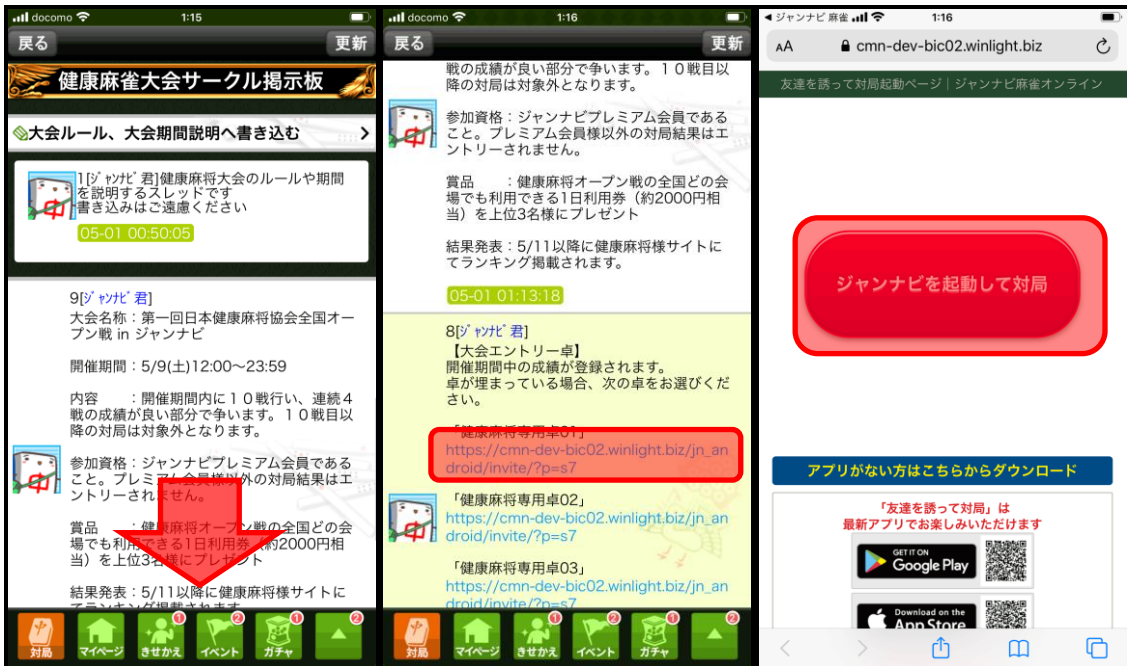 docomo 1:15
戻る 更新
健康麻雀大会サークル掲示板
大会ルール、大会期間説明へ書き込む
1[ｼﾞｬﾝﾅﾋﾞ君]健康麻将大会のルールや期間
を説明するスレッドです
書き込みはご遠慮ください
05-01 00:50:05
9[ｼﾞｬﾝﾅﾋﾞ君]
大会名称：第一回日本健康麻将協会全国オー
プン戦 in ジャンナビ
開催期間：5/9(土)12:00〜23:59
内容　　：開催期間内に１０戦行い、連続４
戦の成績が良い部分で争います。１０戦目以
降の対局は対象外となります。
参加資格：ジャンナビプレミアム会員である
こと。プレミアム会員様以外の対局結果はエ
ントリーされません。
賞品　　：健康麻将オープン戦の全国どの会
場でも利用できる1日利用券（約2000円相
当）を上位3名様にプレゼント
結果発表：5/11以降に健康麻将様サイトに
てランキング掲載されます。
対局 マイページ きせかえ 1 イベント 2 ガチャ 1 2
docomo 1:16
戻る 更新
戦の成績が良い部分で争います。１０戦目以
降の対局は対象外となります。
参加資格：ジャンナビプレミアム会員である
こと。プレミアム会員様以外の対局結果はエ
ントリーされません。
賞品　　：健康麻将オープン戦の全国どの会
場でも利用できる1日利用券（約2000円相
当）を上位3名様にプレゼント
結果発表：5/11以降に健康麻将様サイトに
てランキング掲載されます。
05-01 01:13:18
8[ｼﾞｬﾝﾅﾋﾞ君]
【大会エントリー卓】
開催期間中の成績が登録されます。
卓が埋まっている場合、次の卓をお選びくだ
さい。
「健康麻将専用卓01」
https://cmn-dev-bic02.winlight.biz/jn_an
droid/invite/?p=s7
「健康麻将専用卓02」
https://cmn-dev-bic02.winlight.biz/jn_an
droid/invite/?p=s7
「健康麻将専用卓03」
https://cmn-dev-bic02.winlight.biz/jn_an
droid/invite/?p=s7
対局 マイページ きせかえ 1 イベント 2 ガチャ 1 2
ジャンナビ麻雀 1:16
AA cmn-dev-bic02.winlight.biz
友達を誘って対局起動ページ｜ジャンナビ麻雀オンライン
ジャンナビを起動して対局
アプリがない方はこちらからダウンロード
「友達を誘って対局」は
最新アプリでお楽しみいただけます
GET IT ON
Google Play
Download on the
App Store